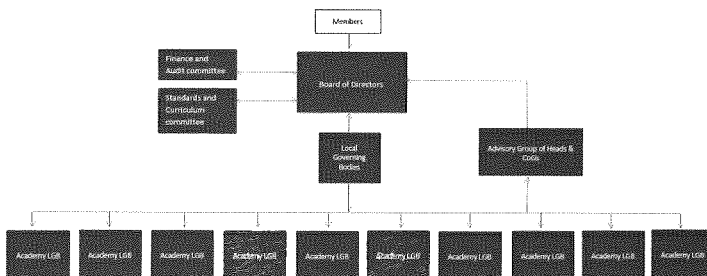 Members
Finance and
Audit committee
Board of Directors
Standards and
Curriculum
committee
Local
Governing
Bodies
Advisory Group of Heads &
CoGs
Academy LGB
Academy LGB
Academy LGB
Academy LGB
Academy LGB
Academy LGB
Academy LGB
Academy LGB
Academy LGB
Academy LGB